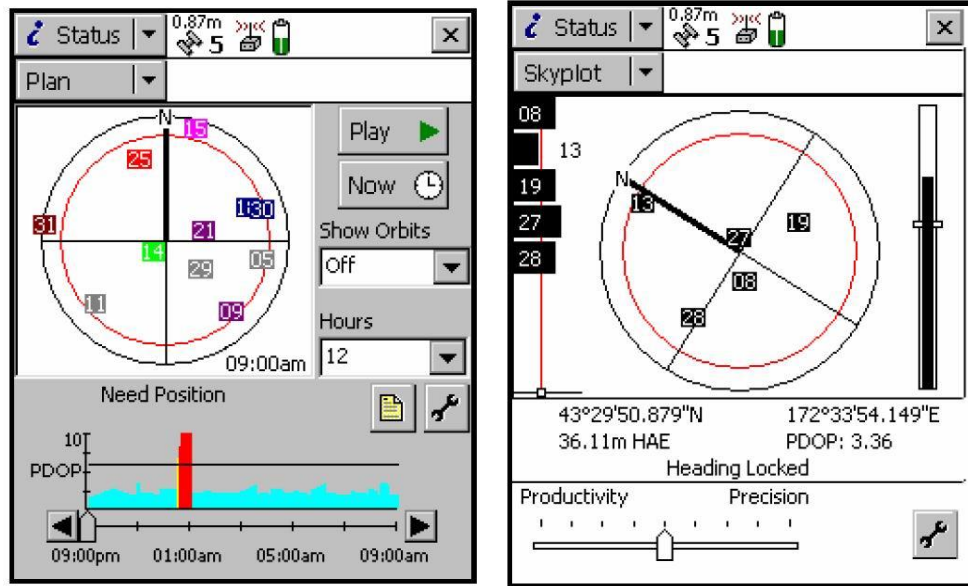 Status
0.87m
5
Plan
N
15
25
Play
Now
30
31
21
Show Orbits
14
05
29
Off
11
09
Hours
09:00am
12
Need Position
10
PDOP
09:00pm 01:00am 05:00am 09:00am
Status
0.87m
5
Skyplot
08
13
N
19
13
19
27
27
28
08
28
43°29'50.879"N 172°33'54.149"E
36.11m HAE PDOP: 3.36
Heading Locked
Productivity Precision